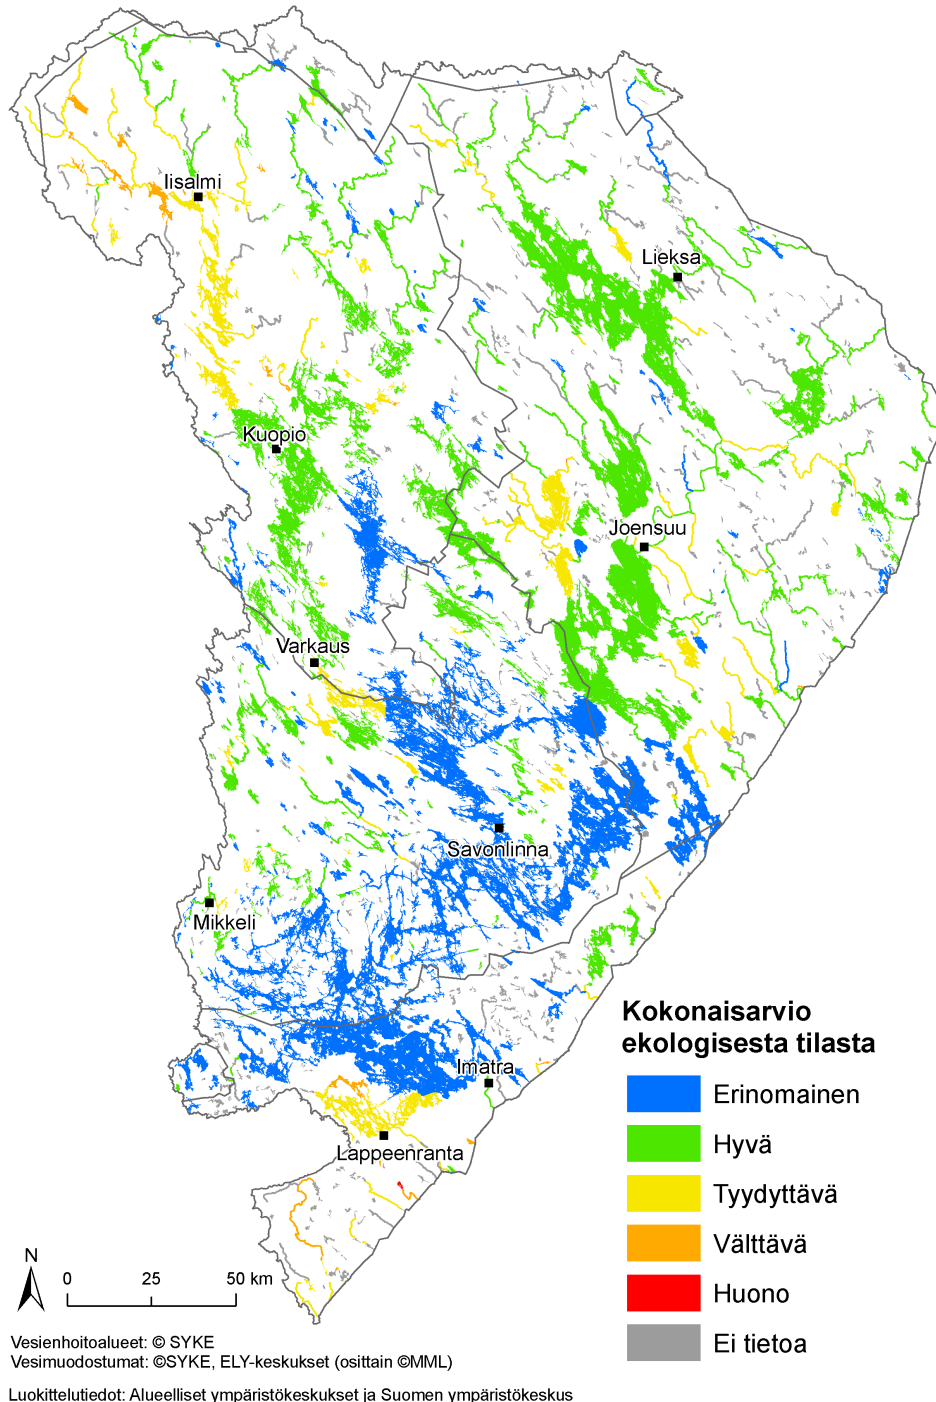 Iisalmi
Lieksa
Kuopio
Joensuu
Varkaus
Savonlinna
Mikkeli
Imatra
Lappeenranta
Kokonaisarvio
ekologisesta tilasta
Erinomainen
Hyvä
Tyydyttävä
Välttävä
Huono
Ei tietoa
N
0 25 50 km
Vesienhoitoalueet: © SYKE
Vesimuodostumat: ©SYKE, ELY-keskukset (osittain ©MML)
Luokittelutiedot: Alueelliset ympäristökeskukset ja Suomen ympäristökeskus